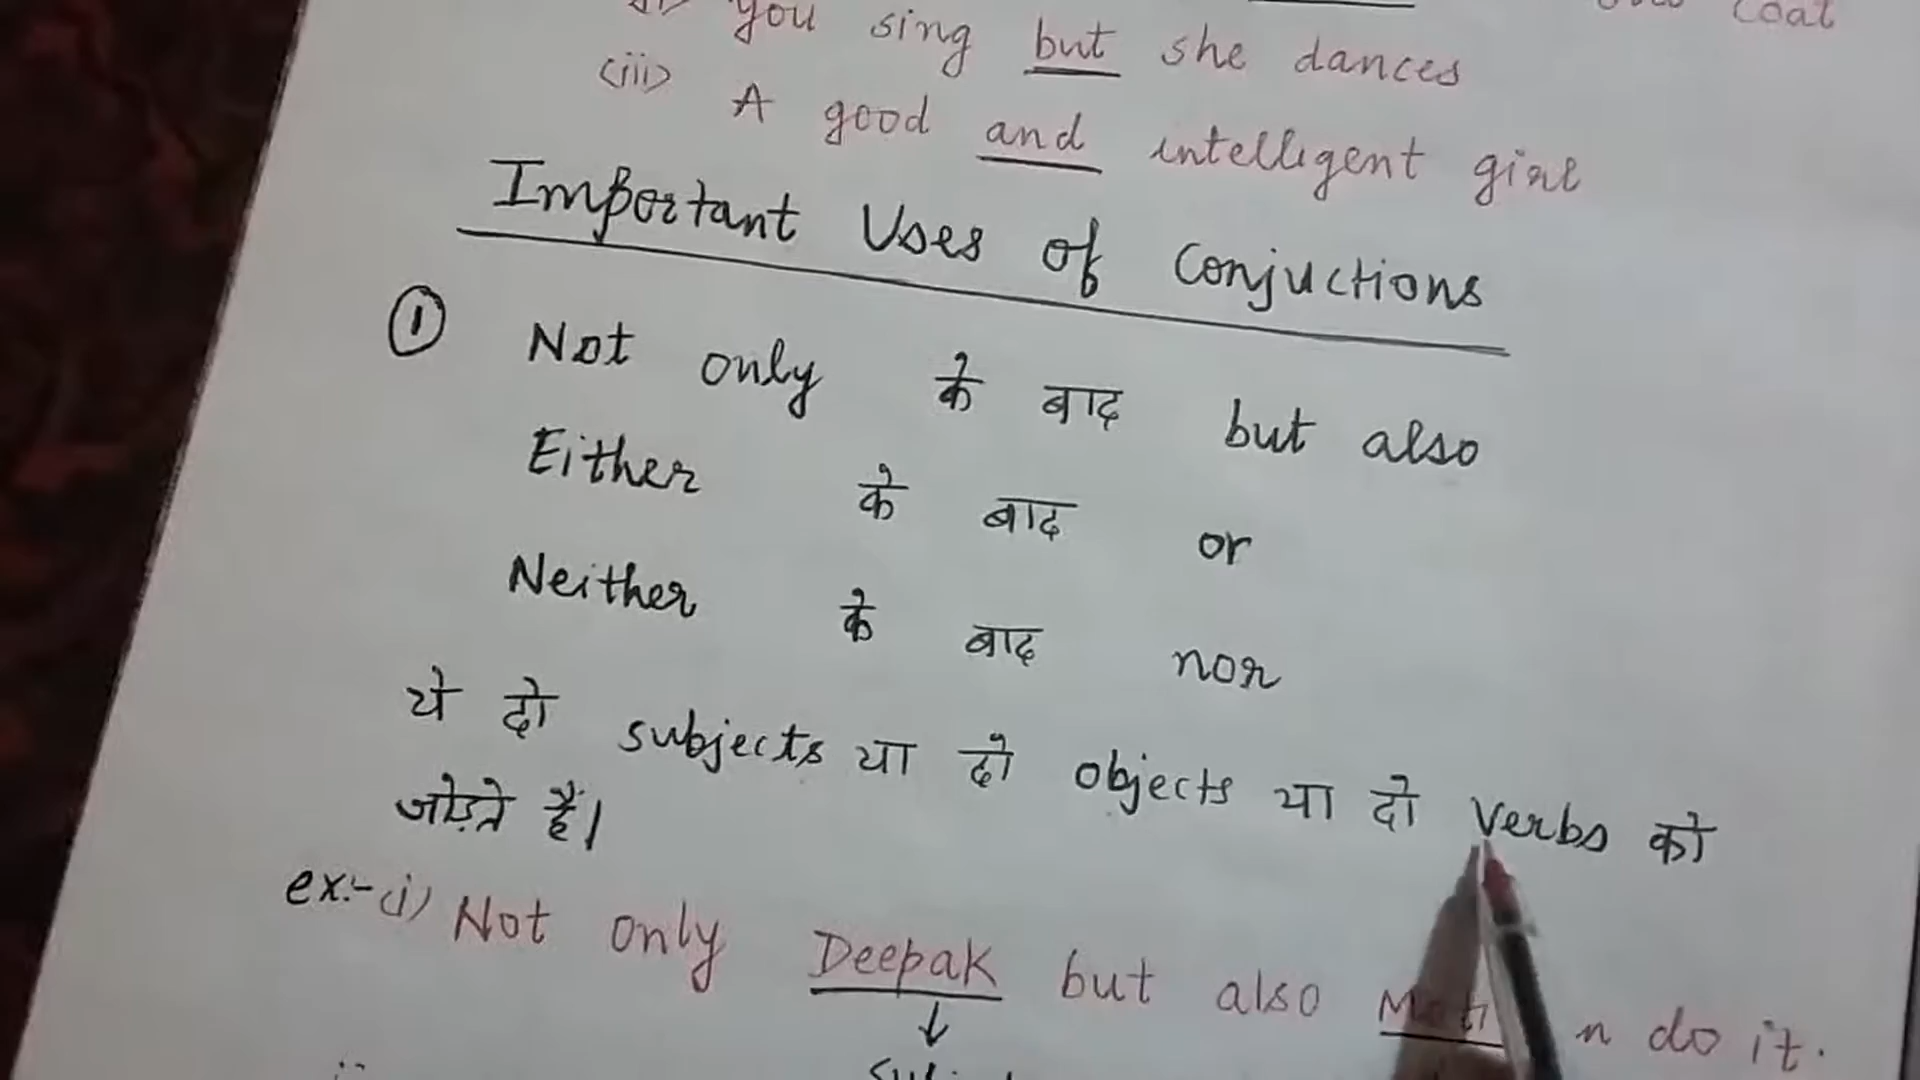 you sing but she dances
(iii) A good and intelligent girl
Important Uses of Conjuctions
① Not only के बाद but also
Either के बाद or
Neither के बाद nor
ये दो subjects या दो objects या दो verbs को
जोड़ते हैं।
ex:- (i) Not only Deepak but also do it.